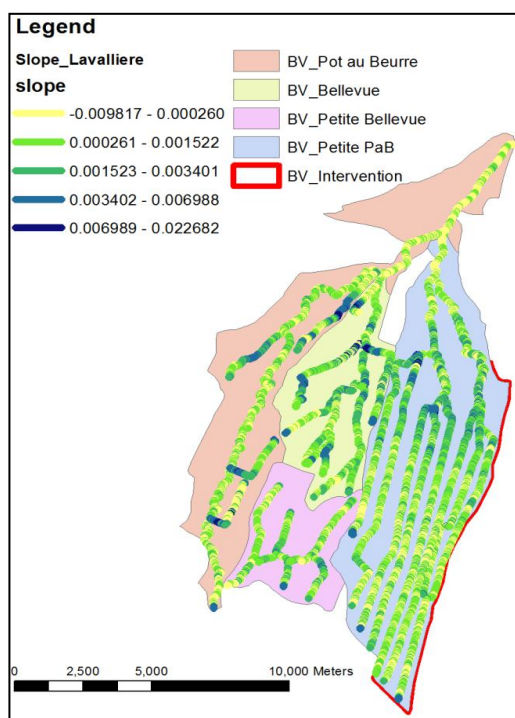 Legend
Slope_Lavalliere
slope
-0.009817 - 0.000260
0.000261 - 0.001522
0.001523 - 0.003401
0.003402 - 0.006988
0.006989 - 0.022682
BV_Pot au Beurre
BV_Bellevue
BV_Petite Bellevue
BV_Petite PaB
BV_Intervention
0 2,500 5,000 10,000 Meters